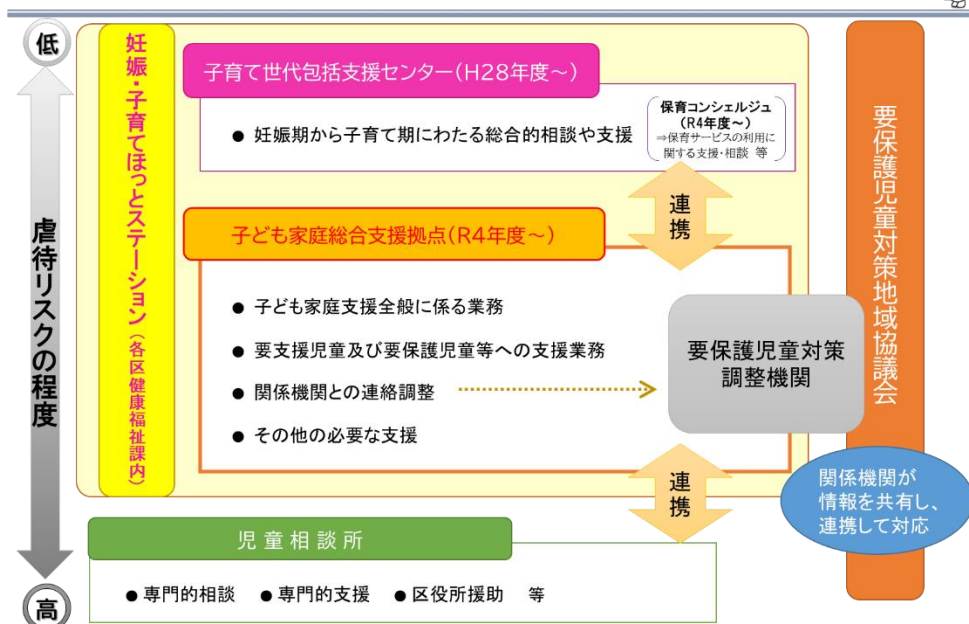 低
虐待リスクの程度
高
妊娠・子育てほっとステーション(各区健康福祉課内)
子育て世代包括支援センター(H28年度~)
● 妊娠期から子育て期にわたる総合的相談や支援
保育コンシェルジュ
(R4年度~)
⇒保育サービスの利用に
関する支援・相談 等
連携
子ども家庭総合支援拠点(R4年度~)
● 子ども家庭支援全般に係る業務
● 要支援児童及び要保護児童等への支援業務
● 関係機関との連絡調整
● その他の必要な支援
要保護児童対策
調整機関
連携
児童相談所
● 専門的相談 ● 専門的支援 ● 区役所援助 等
要保護児童対策地域協議会
関係機関が
情報を共有し、
連携して対応